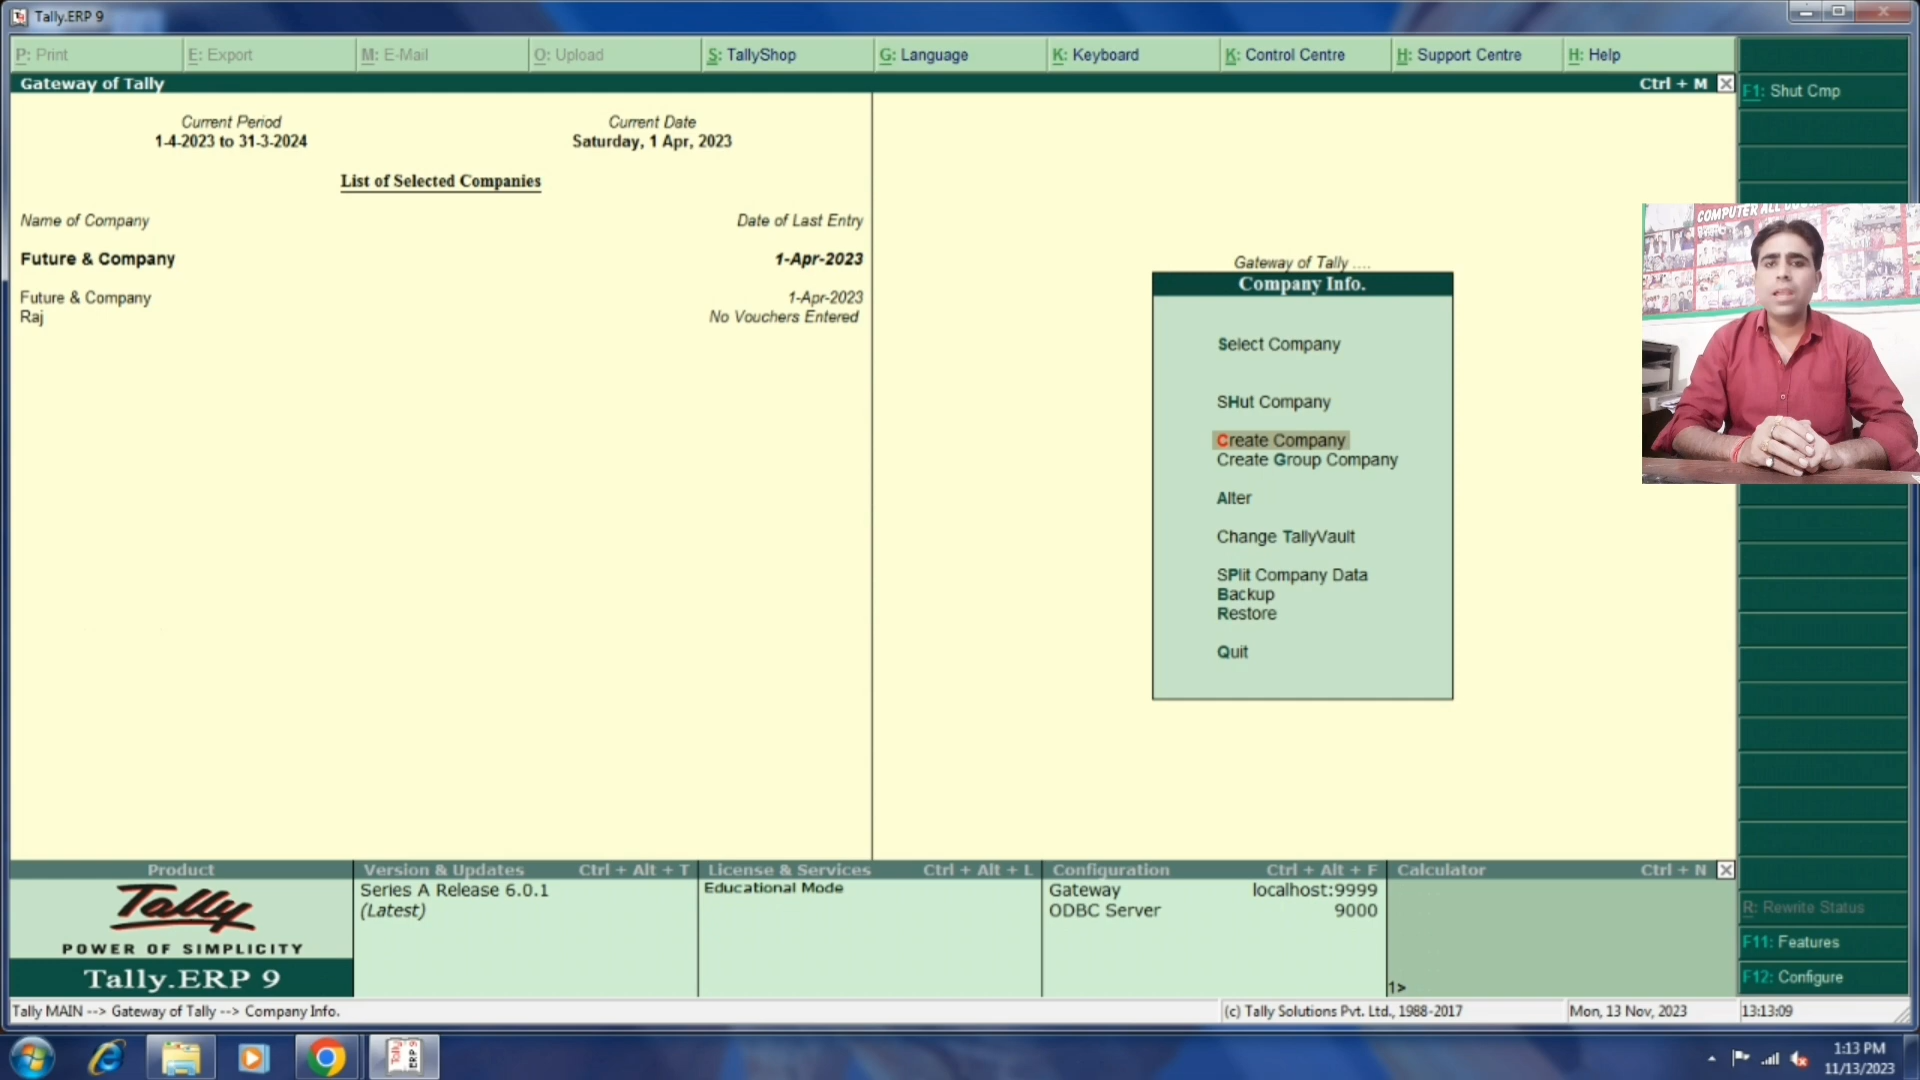 Tally.ERP 9
P: Print
E: Export
M: E-Mail
O: Upload
S: TallyShop
G: Language
K: Keyboard
K: Control Centre
H: Support Centre
H: Help
Gateway of Tally
Ctrl + M
F1: Shut Cmp
Current Period
1-4-2023 to 31-3-2024
Current Date
Saturday, 1 Apr, 2023
List of Selected Companies
Name of Company
Date of Last Entry
Future & Company
1-Apr-2023
Future & Company
1-Apr-2023
Raj
No Vouchers Entered
Gateway of Tally ....
Company Info.
Select Company
SHut Company
Create Company
Create Group Company
Alter
Change TallyVault
SPlit Company Data
Backup
Restore
Quit
COMPUTER ALL
Product
Tally
POWER OF SIMPLICITY
Tally.ERP 9
Version & Updates
Ctrl + Alt + T
Series A Release 6.0.1
(Latest)
License & Services
Ctrl + Alt + L
Educational Mode
Configuration
Ctrl + Alt + F
Gateway
localhost:9999
ODBC Server
9000
Calculator
Ctrl + N
1>
R: Rewrite Status
F11: Features
F12: Configure
Tally MAIN --> Gateway of Tally --> Company Info.
(c) Tally Solutions Pvt. Ltd., 1988-2017
Mon, 13 Nov, 2023
13:13:09
Tally
ERP 9
1:13 PM
11/13/2023